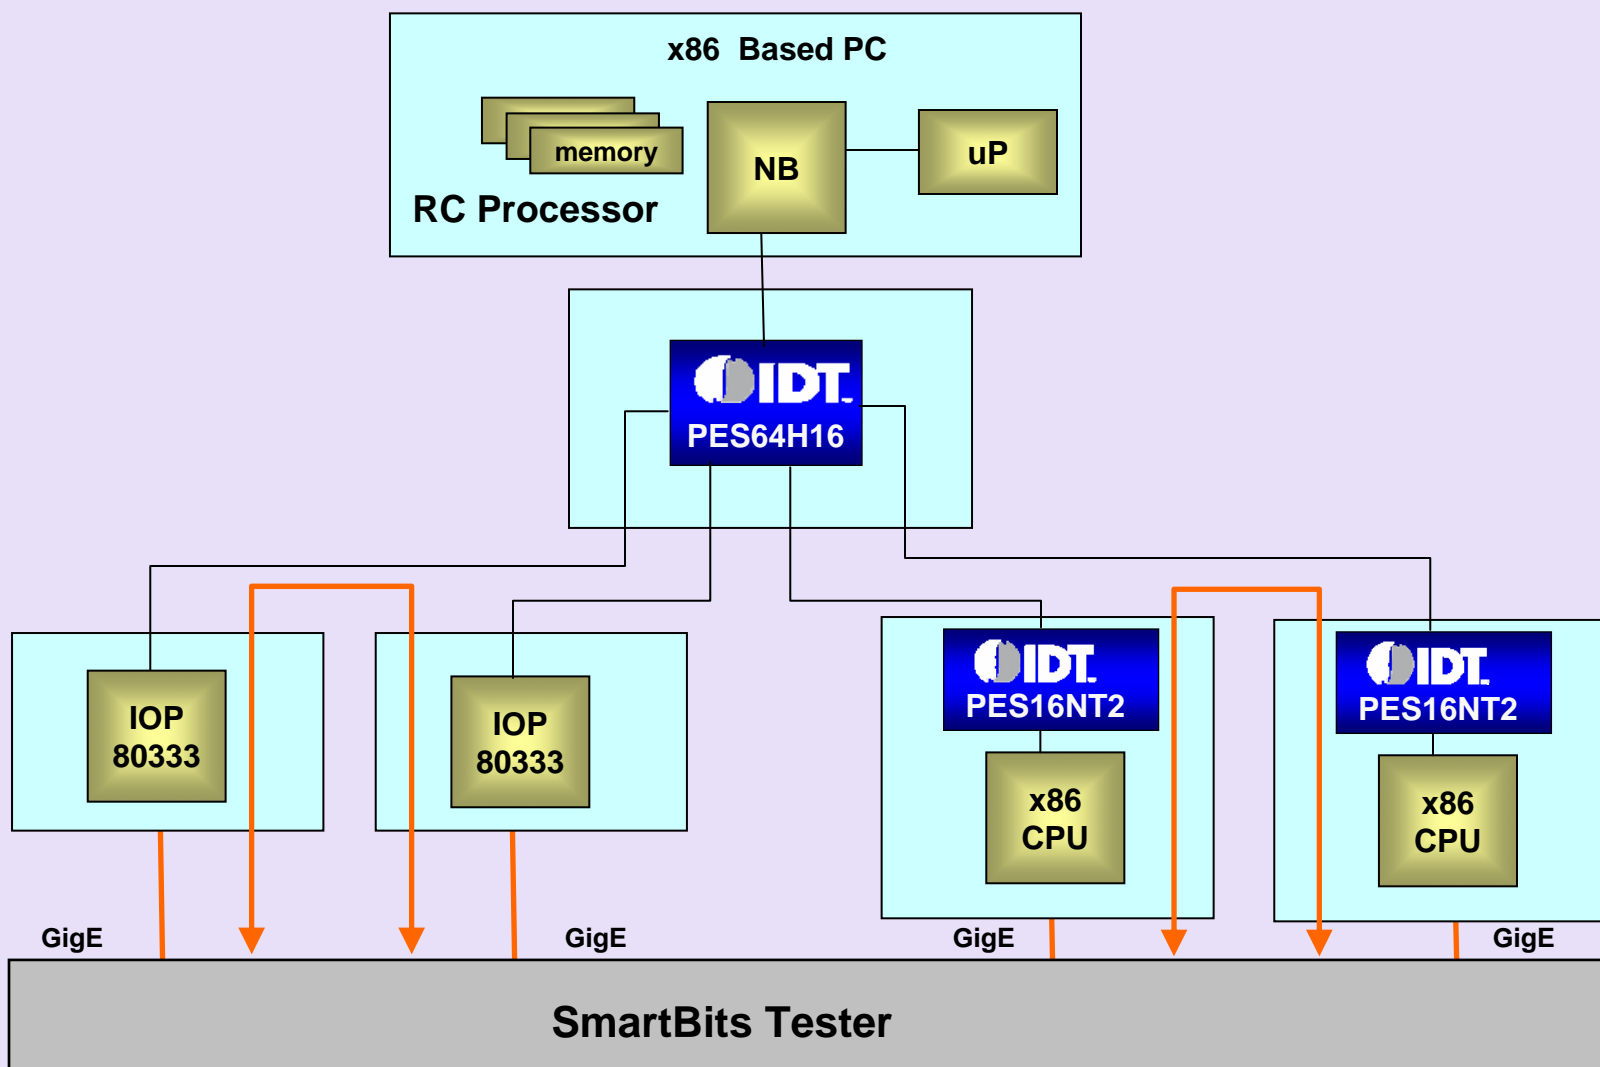 x86 Based PC
memory
NB
uP
RC Processor
IDT
PES64H16
IOP
80333
IOP
80333
IDT
PES16NT2
x86
CPU
IDT
PES16NT2
x86
CPU
GigE
GigE
GigE
GigE
SmartBits Tester